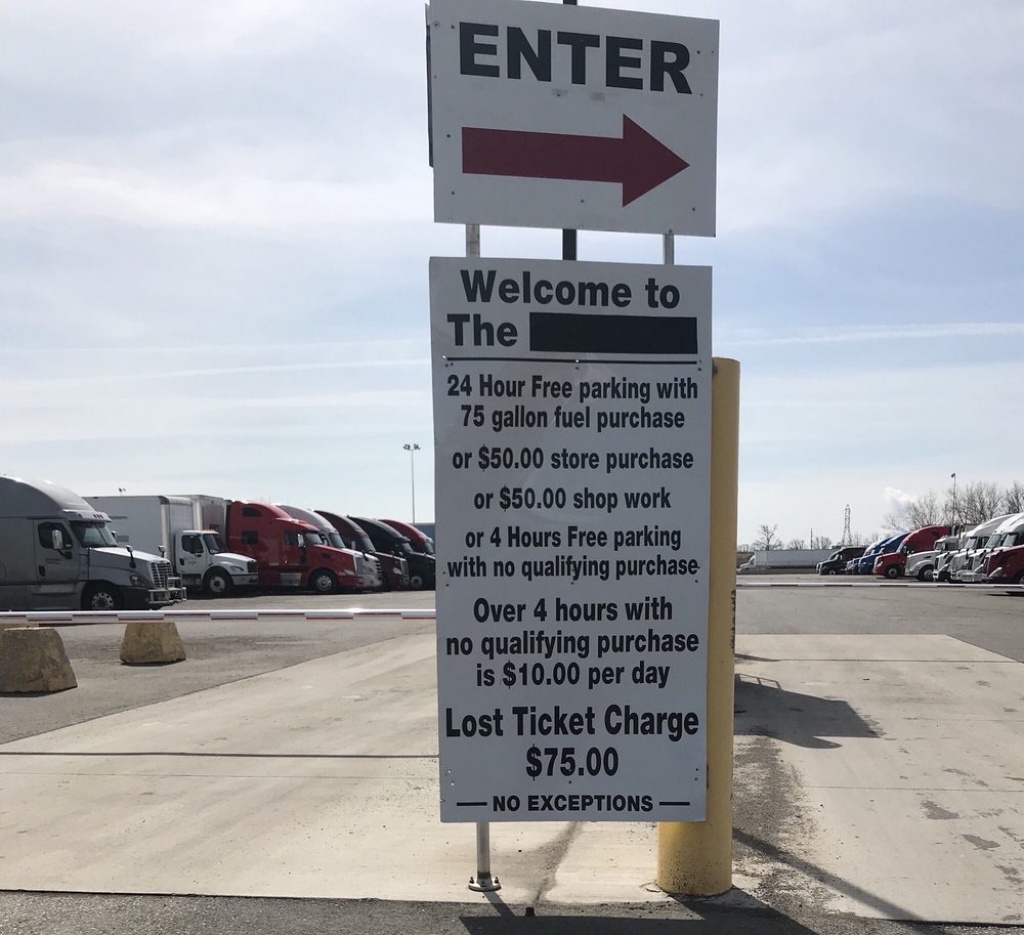 ENTER
Welcome to
The
24 Hour Free parking with
75 gallon fuel purchase
or $50.00 store purchase
or $50.00 shop work
or 4 Hours Free parking
with no qualifying purchase
Over 4 hours with
no qualifying purchase
is $10.00 per day
Lost Ticket Charge
$75.00
— NO EXCEPTIONS —